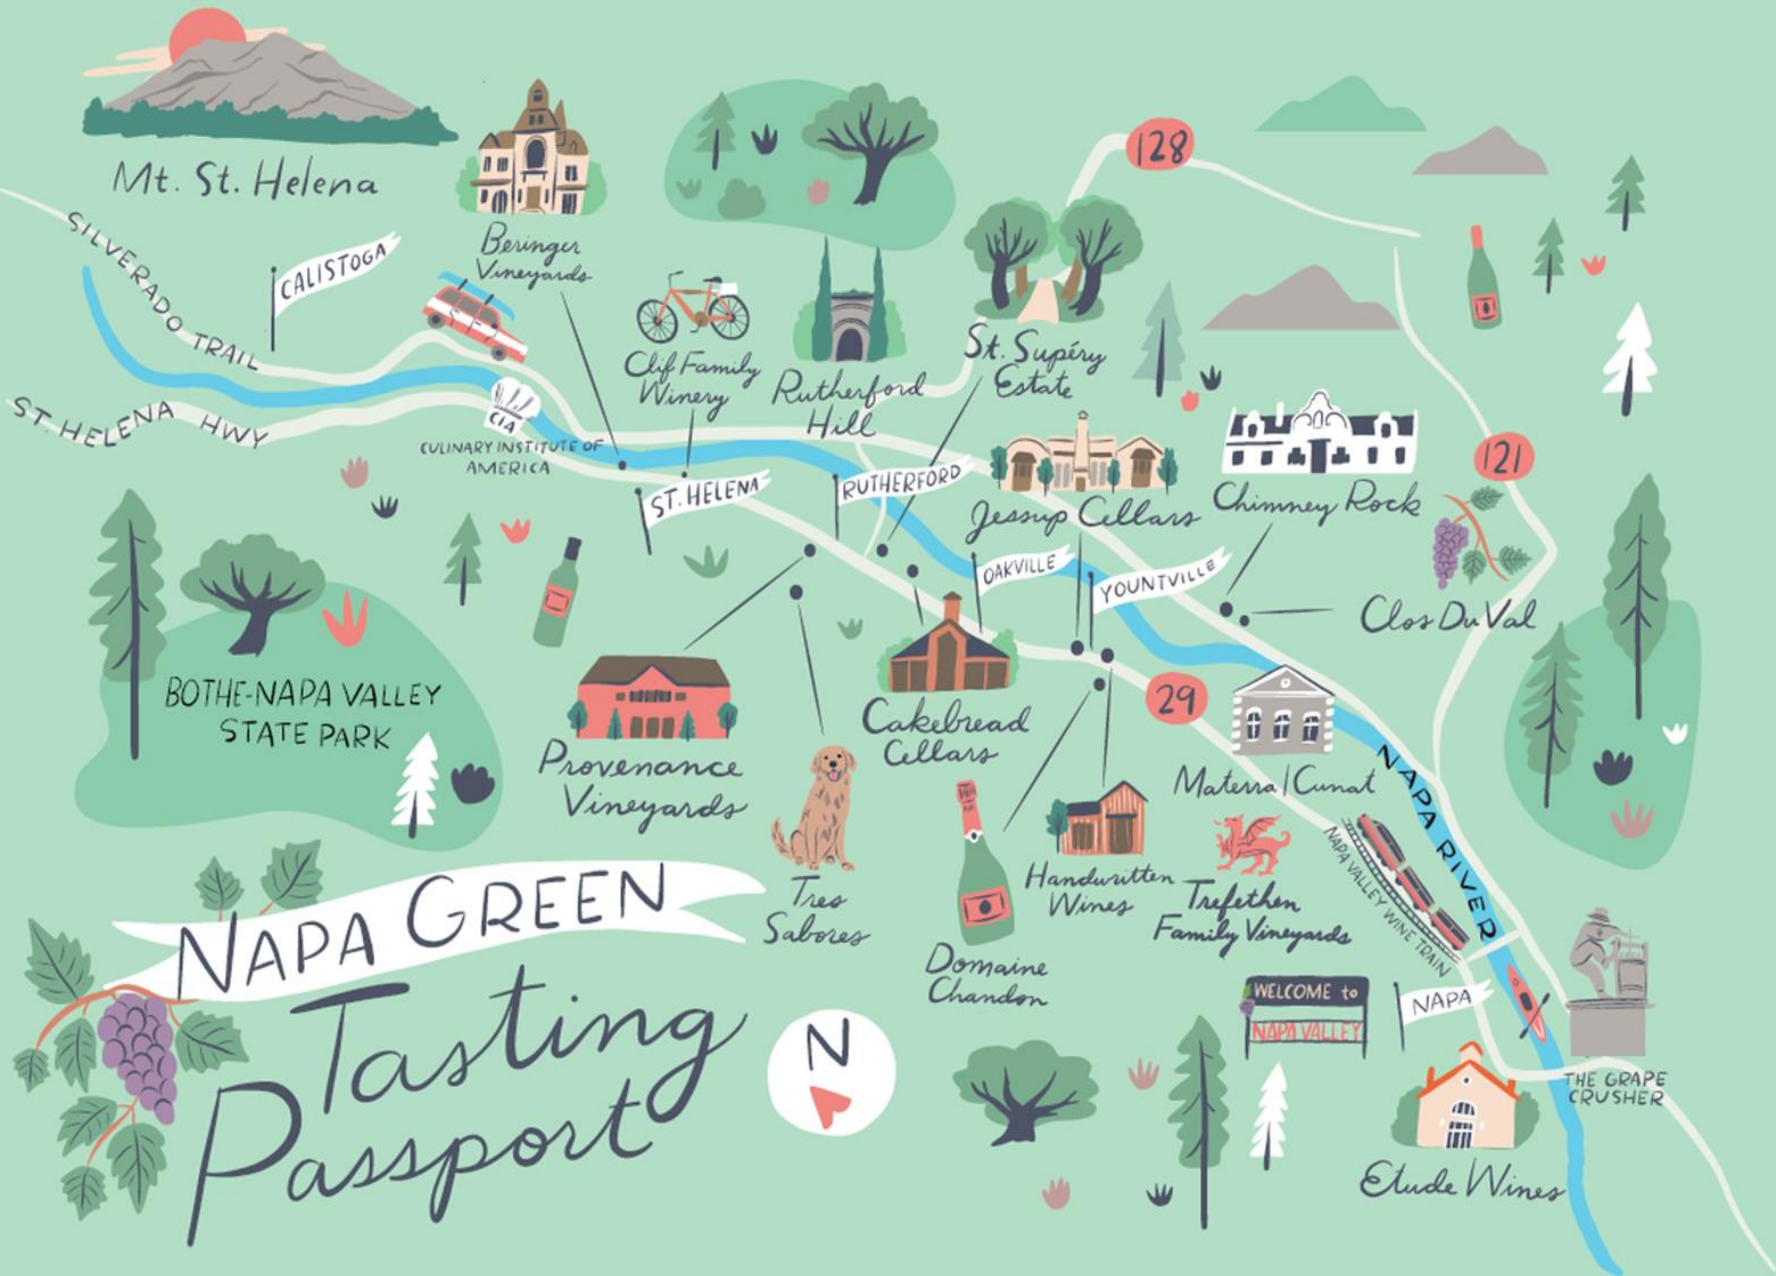 Mt. St. Helena
SILVERADO TRAIL
CALISTOGA
ST. HELENA HWY
Beringer
Vineyards
CIA
CULINARY INSTITUTE OF
AMERICA
Clif Family
Winery
Rutherford
Hill
St. Supéry
Estate
128
121
ST. HELENA
RUTHERFORD
Jessup Cellars
Chimney Rock
OAKVILLE
YOUNTVILLE
Clos Du Val
BOTHE-NAPA VALLEY
STATE PARK
Provenance
Vineyards
Cakebread
Cellars
29
Materra/Cunat
Tres
Sabores
Domaine
Chandon
Handwritten
Wines
Trefethen
Family Vineyards
NAPA VALLEY WINE TRAIN
NAPA RIVER
NAPA GREEN
Tasting
Passport
N
WELCOME to
NAPA VALLEY
NAPA
THE GRAPE
CRUSHER
Etude Wines